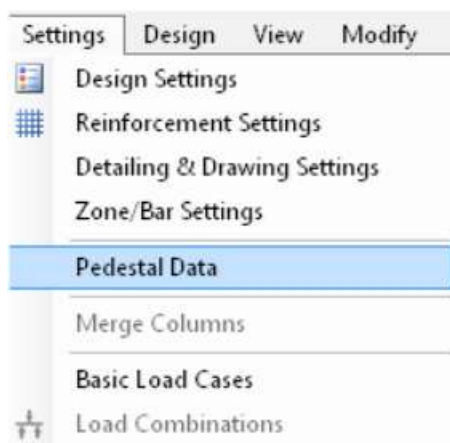 Settings Design View Modify
Design Settings
Reinforcement Settings
Detailing & Drawing Settings
Zone/Bar Settings
Pedestal Data
Merge Columns
Basic Load Cases
Load Combinations